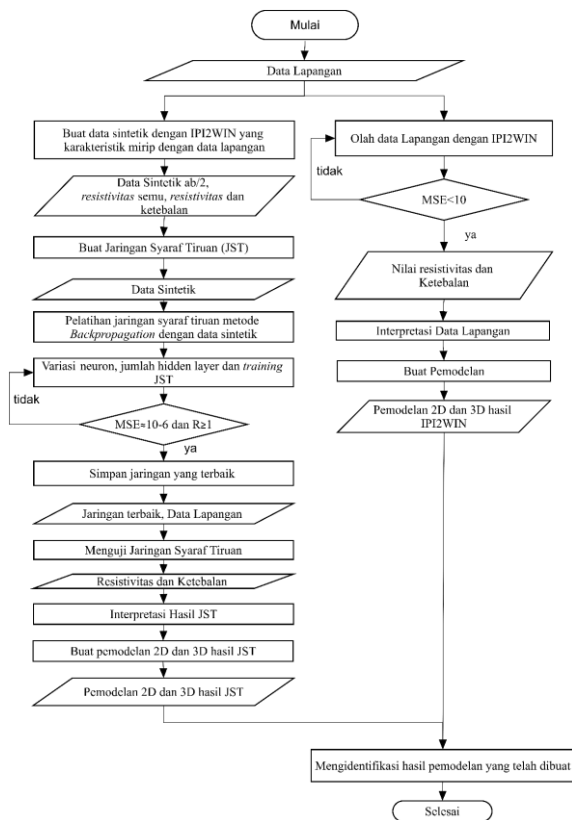 Mulai
Data Lapangan
Buat data sintetik dengan IPI2WIN yang
karakteristik mirip dengan data lapangan
Data Sintetik ab/2,
resistivitas semu, resistivitas dan
ketebalan
Buat Jaringan Syaraf Tiruan (JST)
Data Sintetik
Pelatihan jaringan syaraf tiruan metode
Backpropagation dengan data sintetik
Variasi neuron, jumlah hidden layer dan training
JST
tidak
MSE≈10-6 dan R≥1
ya
Simpan jaringan yang terbaik
Jaringan terbaik, Data Lapangan
Menguji Jaringan Syaraf Tiruan
Resistivitas dan Ketebalan
Interpretasi Hasil JST
Buat pemodelan 2D dan 3D hasil JST
Pemodelan 2D dan 3D hasil JST
Olah data Lapangan dengan IPI2WIN
tidak
MSE<10
ya
Nilai resistivitas dan
Ketebalan
Interpretasi Data Lapangan
Buat Pemodelan
Pemodelan 2D dan 3D hasil
IPI2WIN
Mengidentifikasi hasil pemodelan yang telah dibuat
Selesai